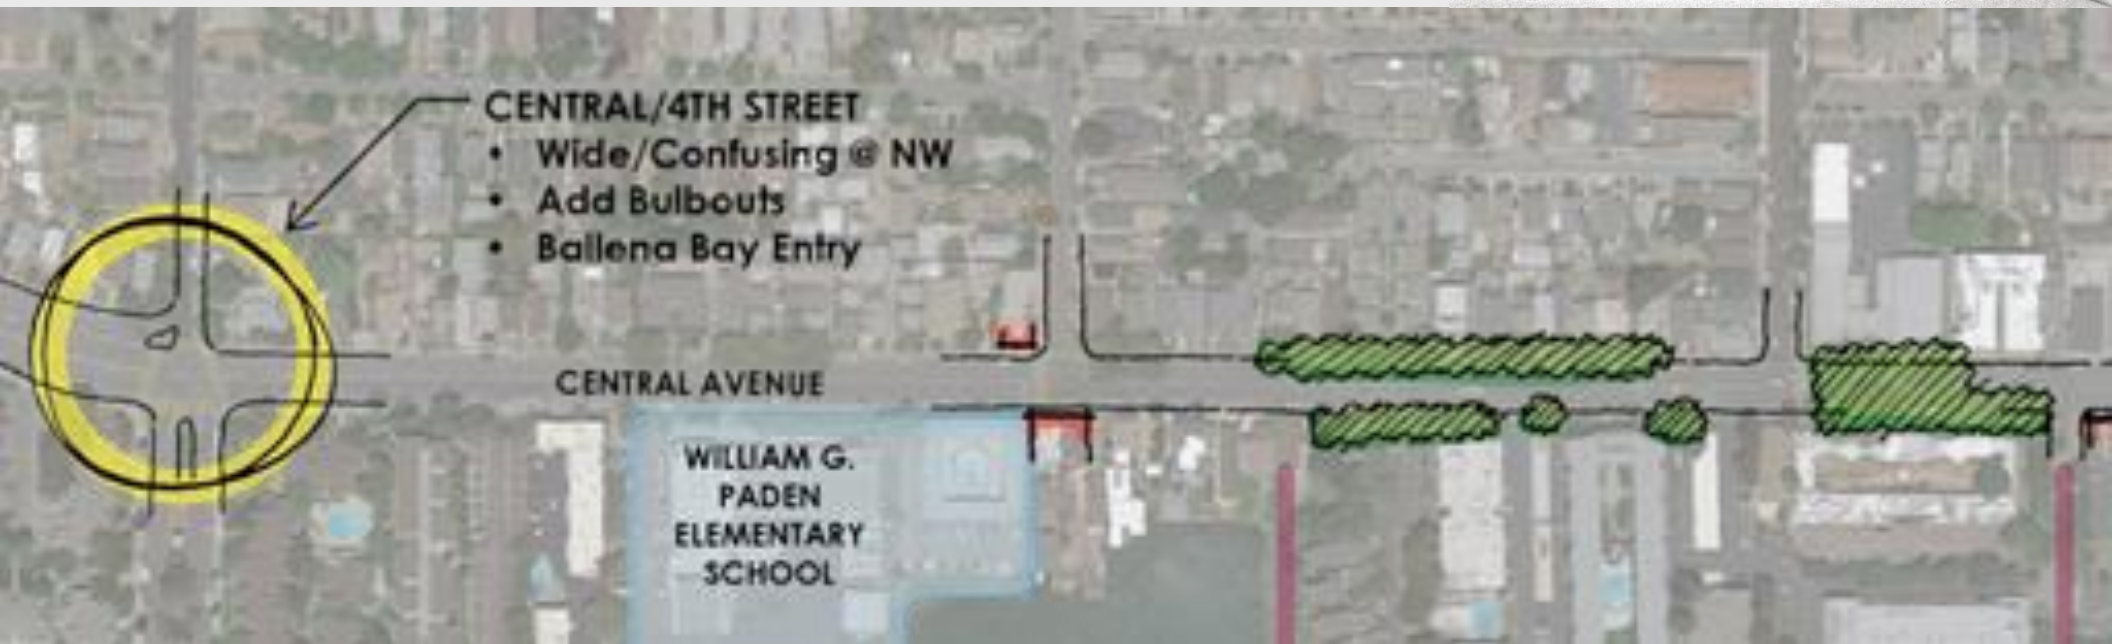 CENTRAL/4TH STREET
• Wide/Confusing @ NW
• Add Bulbouts
• Ballena Bay Entry
CENTRAL AVENUE
WILLIAM G.
PADEN
ELEMENTARY
SCHOOL